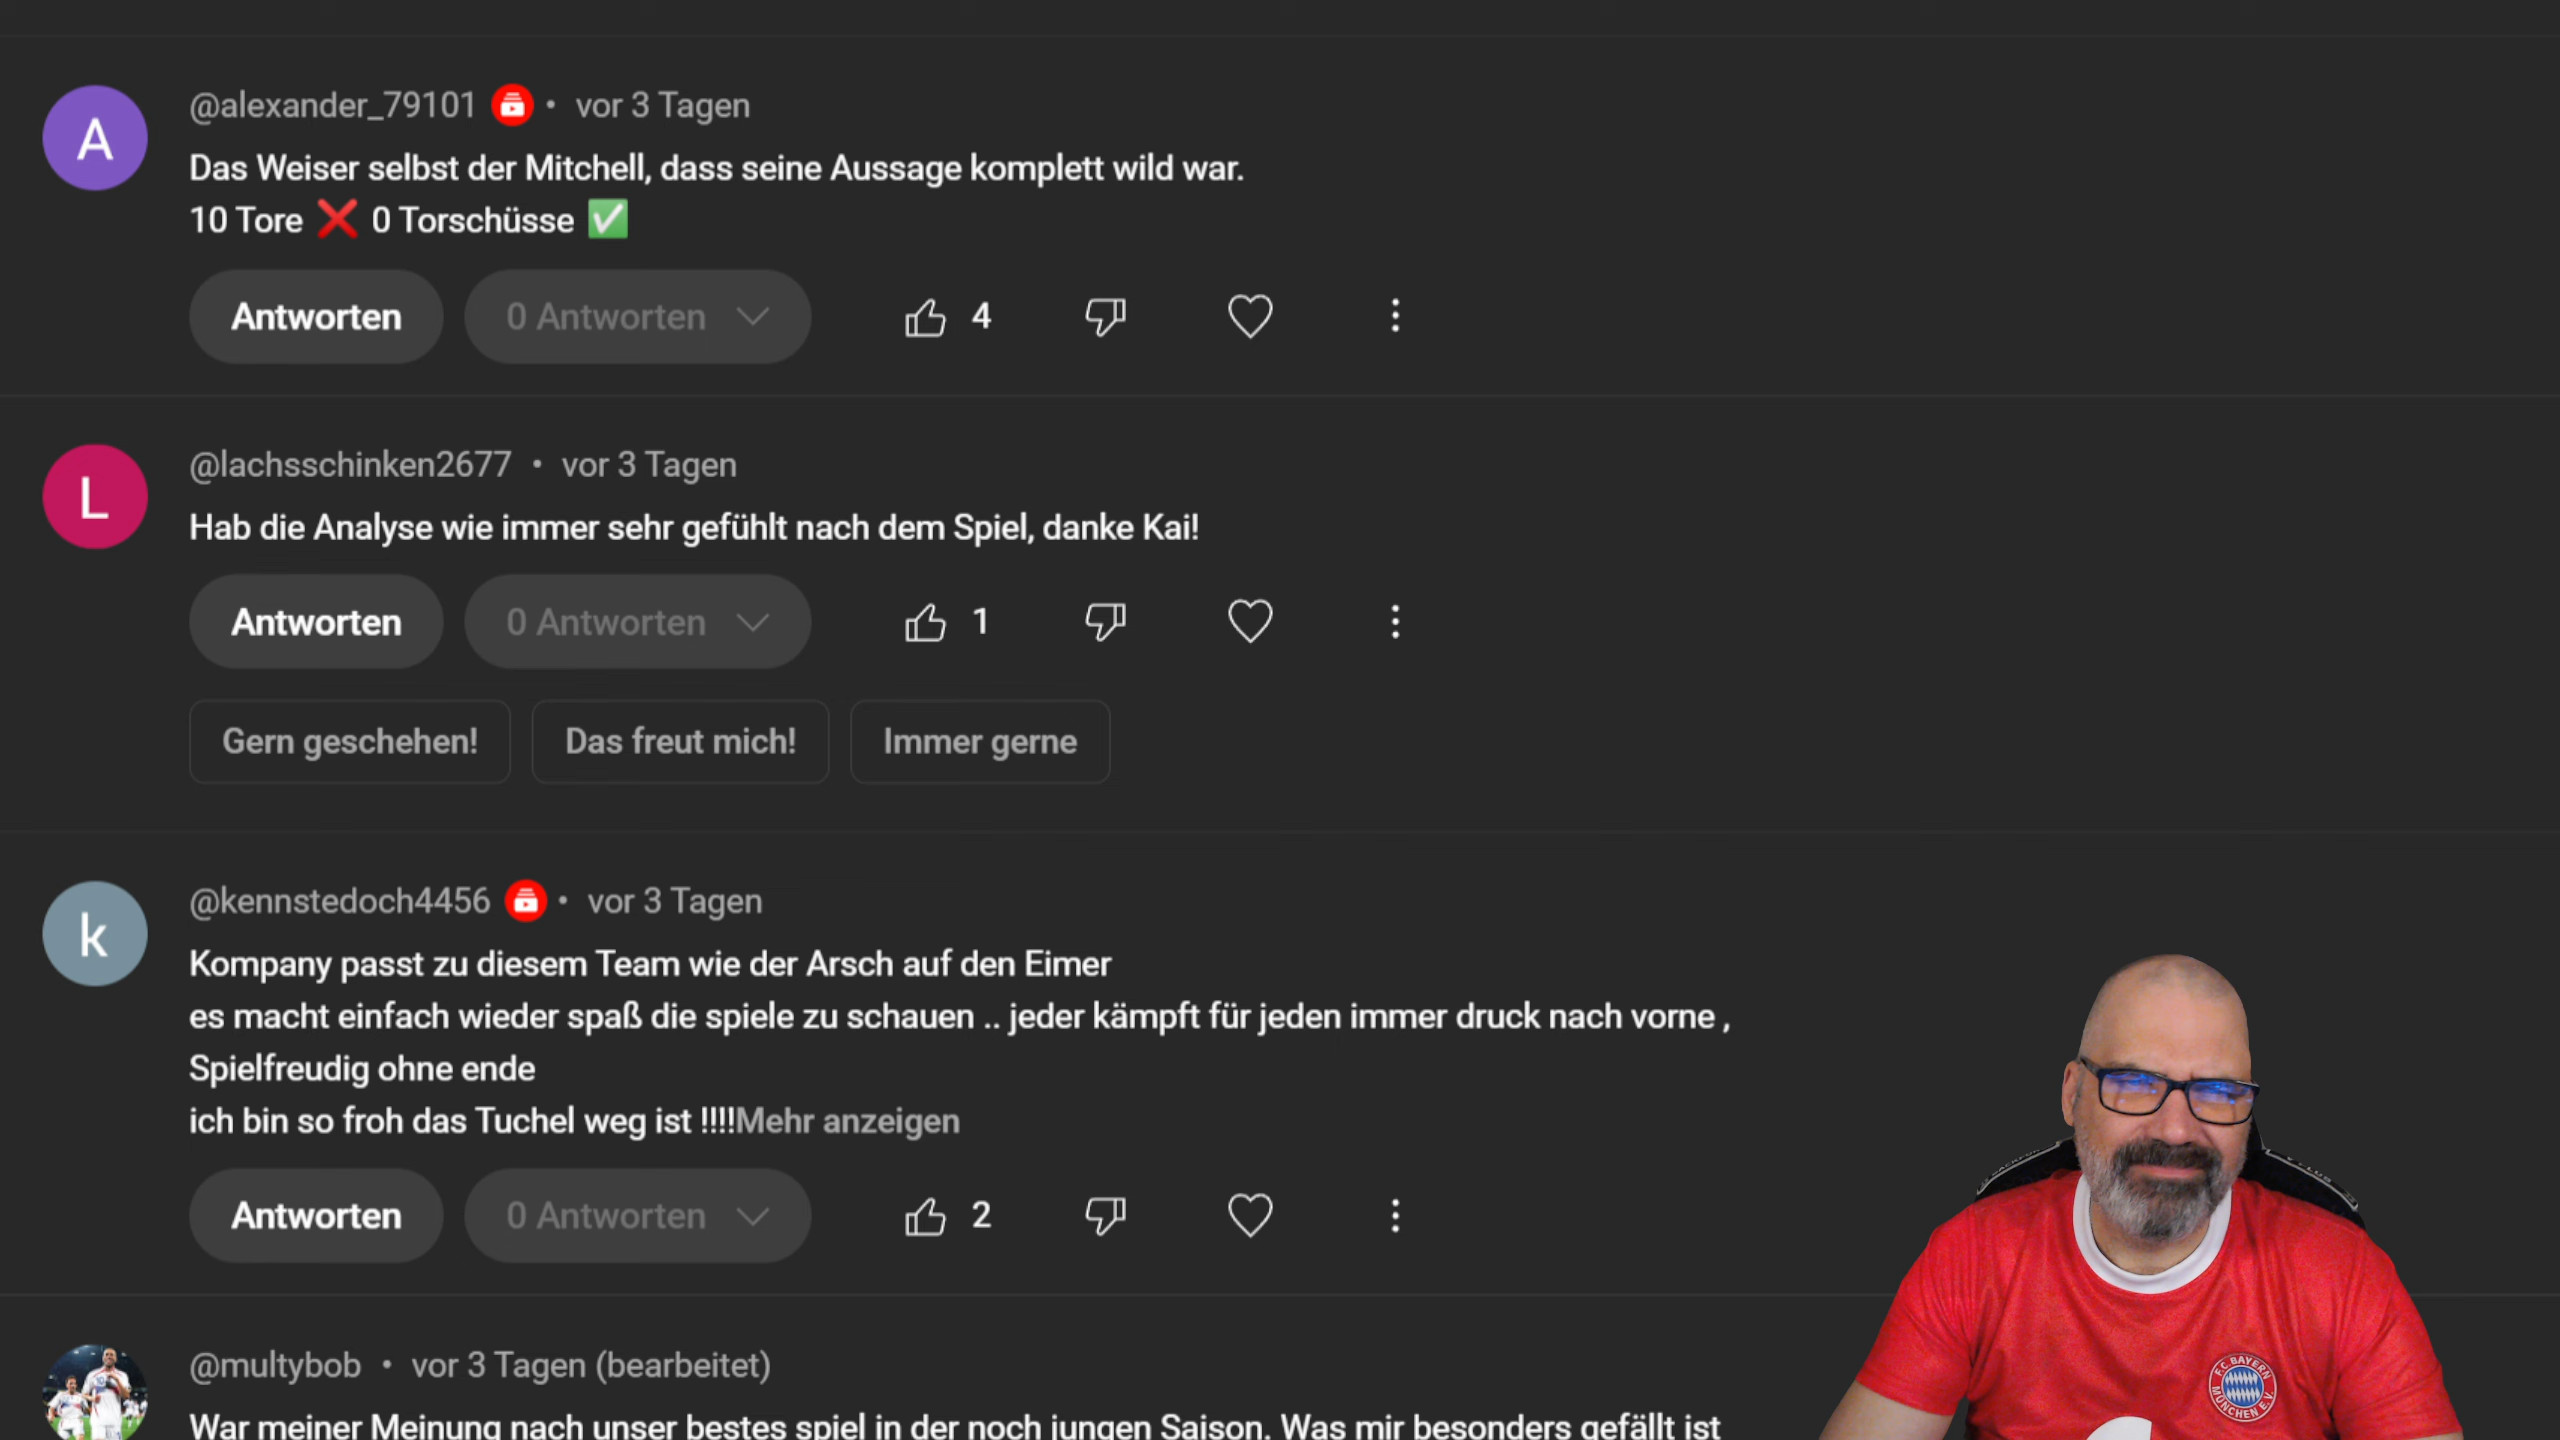 A
@alexander_79101 • vor 3 Tagen
Das Weiser selbst der Mitchell, dass seine Aussage komplett wild war.
10 Tore ❌ 0 Torschüsse ✅
Antworten 0 Antworten 4
L
@lachsschinken2677 • vor 3 Tagen
Hab die Analyse wie immer sehr gefühlt nach dem Spiel, danke Kai!
Antworten 0 Antworten 1
Gern geschehen! Das freut mich! Immer gerne
k
@kennstedoch4456 • vor 3 Tagen
Kompany passt zu diesem Team wie der Arsch auf den Eimer
es macht einfach wieder spaß die spiele zu schauen .. jeder kämpft für jeden immer druck nach vorne ,
Spielfreudig ohne ende
ich bin so froh das Tuchel weg ist !!!!Mehr anzeigen
Antworten 0 Antworten 2
@multybob • vor 3 Tagen (bearbeitet)
War meiner Meinung nach unser bestes spiel in der noch jungen Saison. Was mir besonders gefällt ist
F.C. BAYERN
MÜNCHEN E.V.